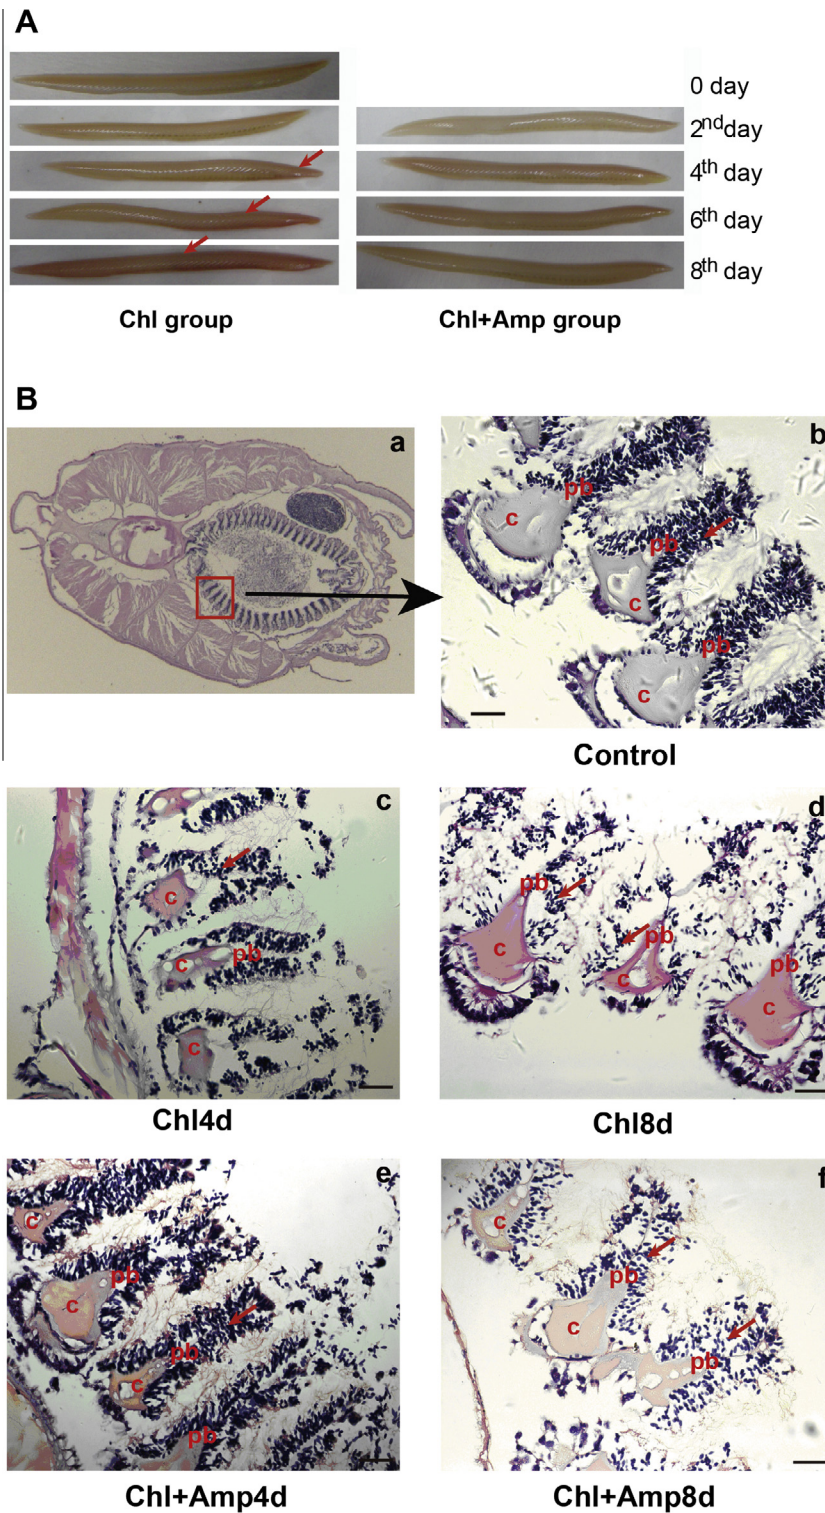 A
0 day
2nd day
4th day
6th day
8th day
Chl group
Chl+Amp group
B
a
b
pb
c
pb
c
pb
c
Control
c
c
c
pb
c
Chl4d
d
pb
c
pb
c
pb
c
Chl8d
e
c
pb
c
pb
c
pb
Chl+Amp4d
f
c
pb
c
pb
Chl+Amp8d